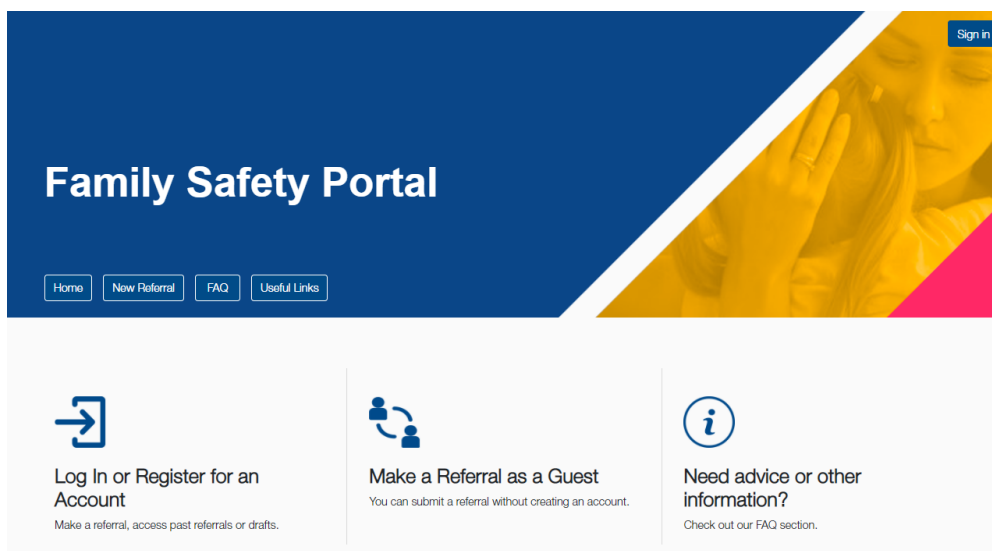 Sign in
Family Safety Portal
Home
New Referral
FAQ
Useful Links
Log In or Register for an
Account
Make a referral, access past referrals or drafts.
Make a Referral as a Guest
You can submit a referral without creating an account.
i
Need advice or other
information?
Check out our FAQ section.